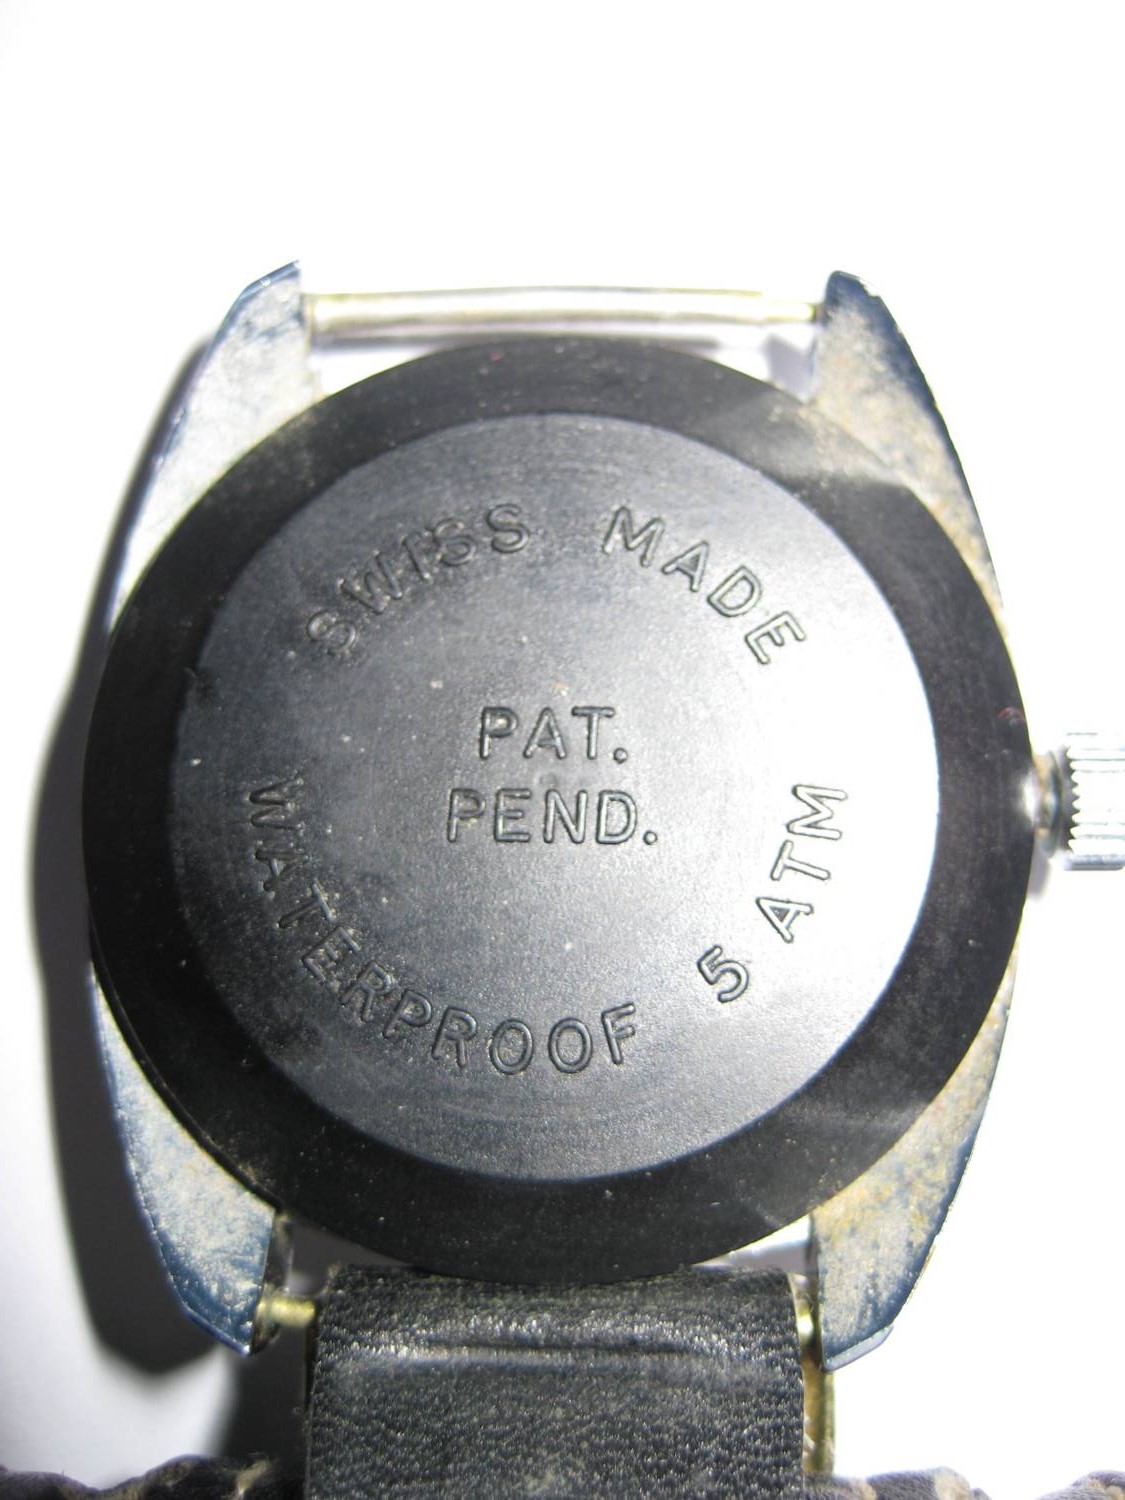 SWISS MADE
PAT.
PEND.
WATERPROOF 5 ATM